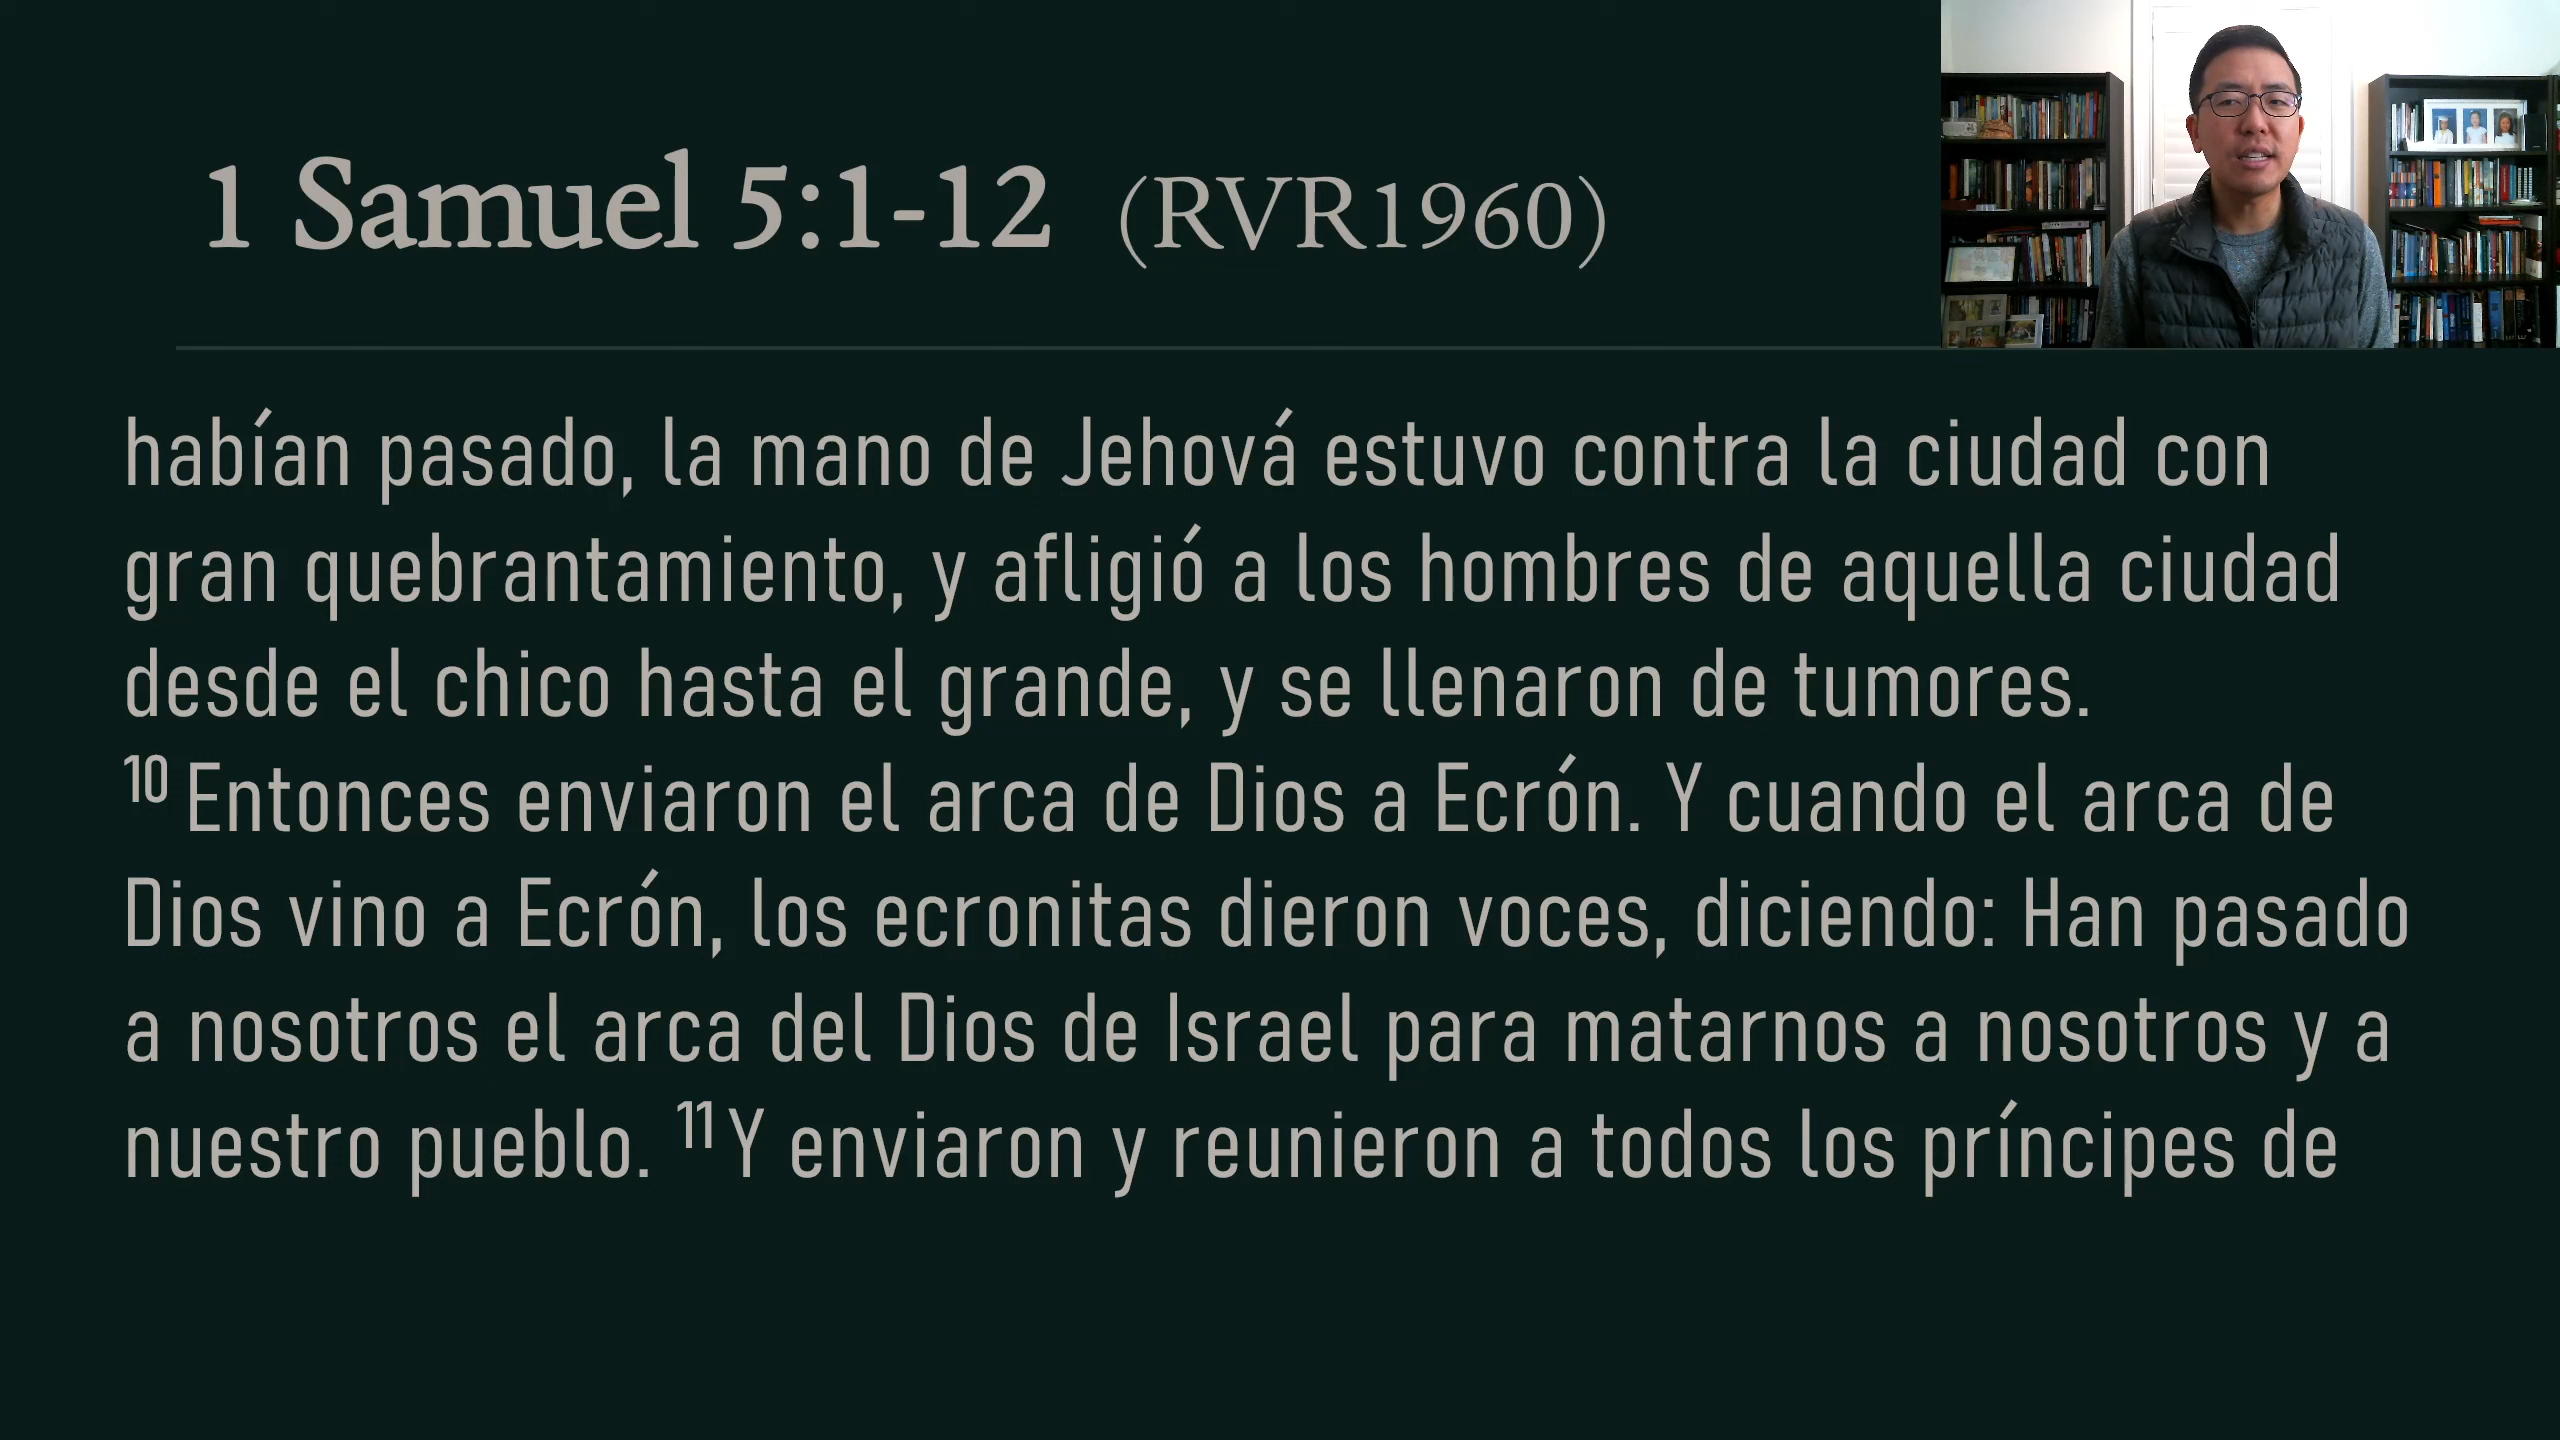 1 Samuel 5:1-12 (RVR1960)
habían pasado, la mano de Jehová estuvo contra la ciudad con
gran quebrantamiento, y afligió a los hombres de aquella ciudad
desde el chico hasta el grande, y se llenaron de tumores.
10 Entonces enviaron el arca de Dios a Ecrón. Y cuando el arca de
Dios vino a Ecrón, los ecronitas dieron voces, diciendo: Han pasado
a nosotros el arca del Dios de Israel para matarnos a nosotros y a
nuestro pueblo. 11 Y enviaron y reunieron a todos los príncipes de